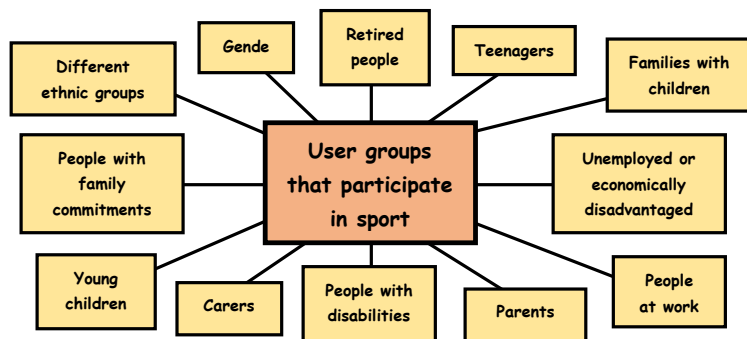 Different
ethnic groups
Gende
Retired
people
Teenagers
Families with
children
People with
family
commitments
User groups
that participate
in sport
Unemployed or
economically
disadvantaged
Young
children
Carers
People with
disabilities
Parents
People
at work